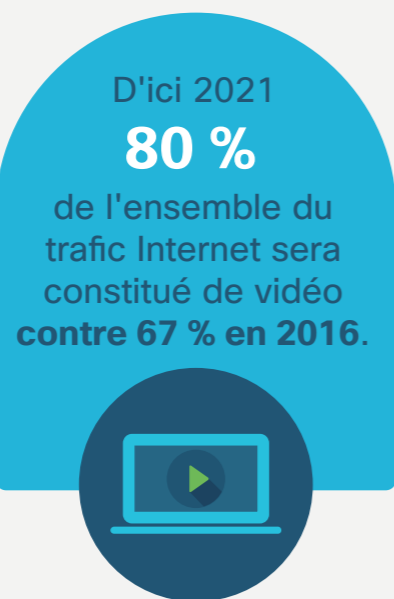 D'ici 2021
80 %
de l'ensemble du
trafic Internet sera
constitué de vidéo
contre 67 % en 2016.